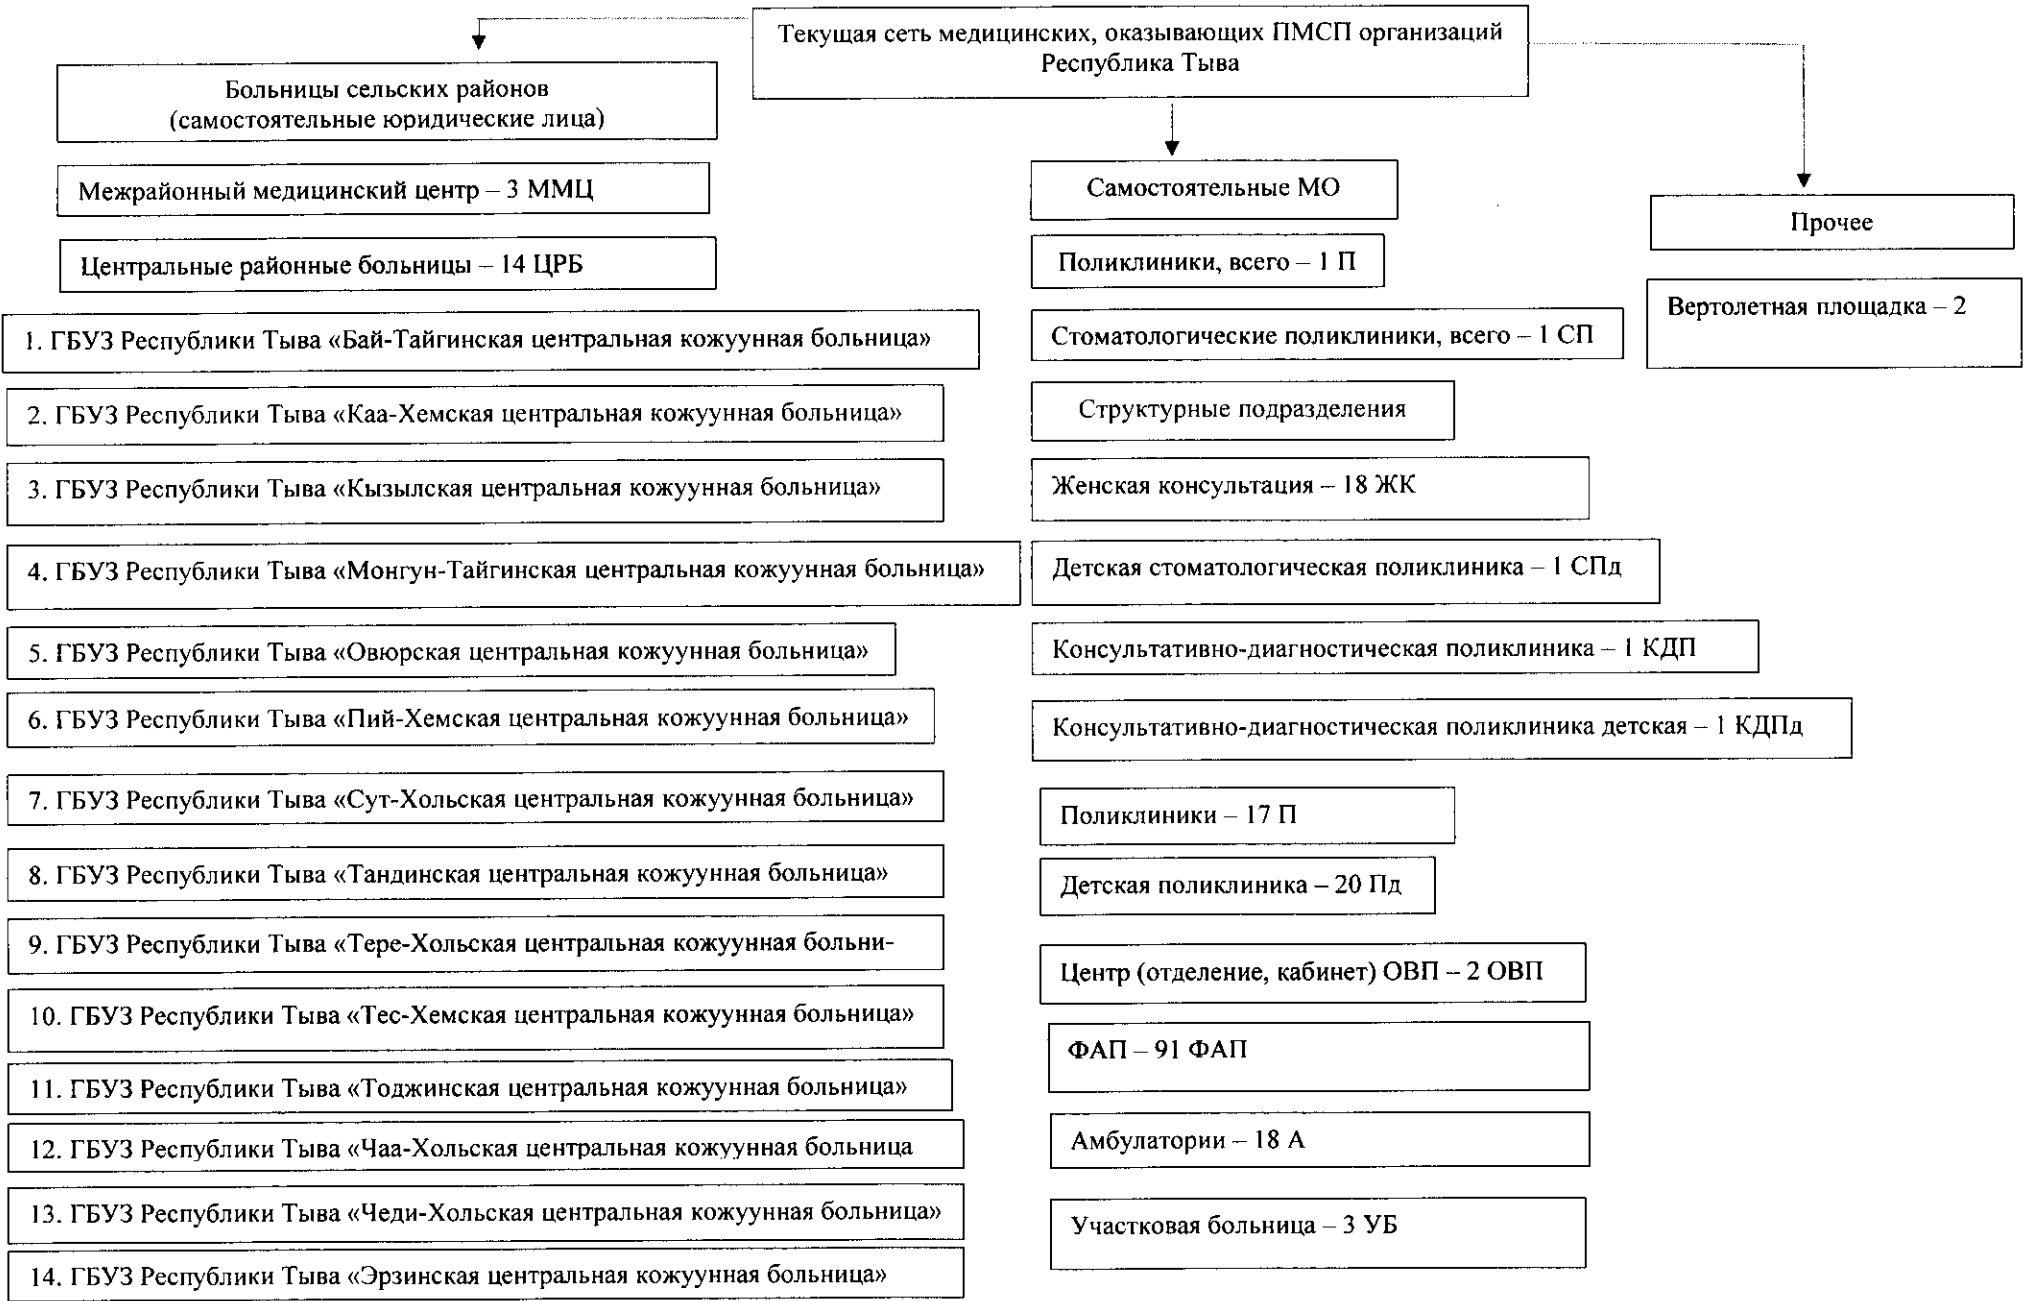 Текущая сеть медицинских, оказывающих ПМСП организаций
Республика Тыва
Больницы сельских районов
(самостоятельные юридические лица)
Межрайонный медицинский центр – 3 ММЦ
Центральные районные больницы – 14 ЦРБ
1. ГБУЗ Республики Тыва «Бай-Тайгинская центральная кожуунная больница»
2. ГБУЗ Республики Тыва «Каа-Хемская центральная кожуунная больница»
3. ГБУЗ Республики Тыва «Кызылская центральная кожуунная больница»
4. ГБУЗ Республики Тыва «Монгун-Тайгинская центральная кожуунная больница»
5. ГБУЗ Республики Тыва «Овюрская центральная кожуунная больница»
6. ГБУЗ Республики Тыва «Пий-Хемская центральная кожуунная больница»
7. ГБУЗ Республики Тыва «Сут-Хольская центральная кожуунная больница»
8. ГБУЗ Республики Тыва «Тандинская центральная кожуунная больница»
9. ГБУЗ Республики Тыва «Тере-Хольская центральная кожуунная больни-
10. ГБУЗ Республики Тыва «Тес-Хемская центральная кожуунная больница»
11. ГБУЗ Республики Тыва «Тоджинская центральная кожуунная больница»
12. ГБУЗ Республики Тыва «Чаа-Хольская центральная кожуунная больница
13. ГБУЗ Республики Тыва «Чеди-Хольская центральная кожуунная больница»
14. ГБУЗ Республики Тыва «Эрзинская центральная кожуунная больница»
Самостоятельные МО
Поликлиники, всего – 1 П
Стоматологические поликлиники, всего – 1 СП
Структурные подразделения
Женская консультация – 18 ЖК
Детская стоматологическая поликлиника – 1 СПд
Консультативно-диагностическая поликлиника – 1 КДП
Консультативно-диагностическая поликлиника детская – 1 КДПд
Поликлиники – 17 П
Детская поликлиника – 20 Пд
Центр (отделение, кабинет) ОВП – 2 ОВП
ФАП – 91 ФАП
Амбулатории – 18 А
Участковая больница – 3 УБ
Прочее
Вертолетная площадка – 2